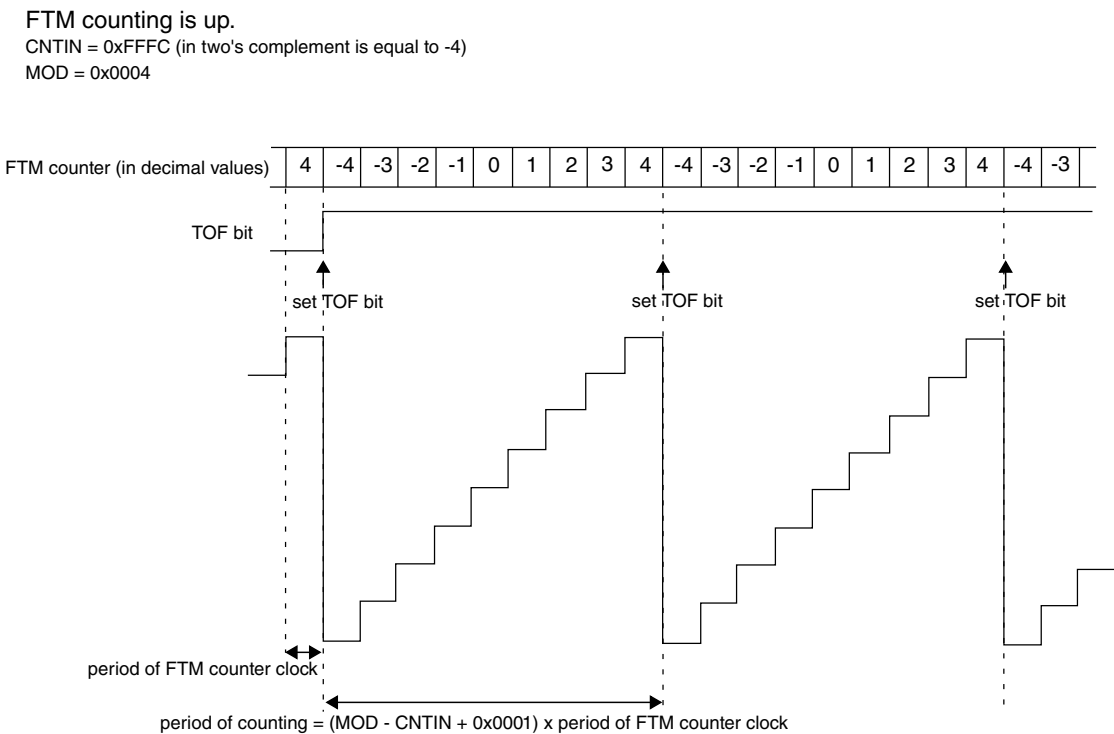 FTM counting is up.
CNTIN = 0xFFFC (in two's complement is equal to -4)
MOD = 0x0004
FTM counter (in decimal values) 4 -4 -3 -2 -1 0 1 2 3 4 -4 -3 -2 -1 0 1 2 3 4 -4 -3
TOF bit
set TOF bit set TOF bit set TOF bit
period of FTM counter clock
period of counting = (MOD - CNTIN + 0x0001) x period of FTM counter clock